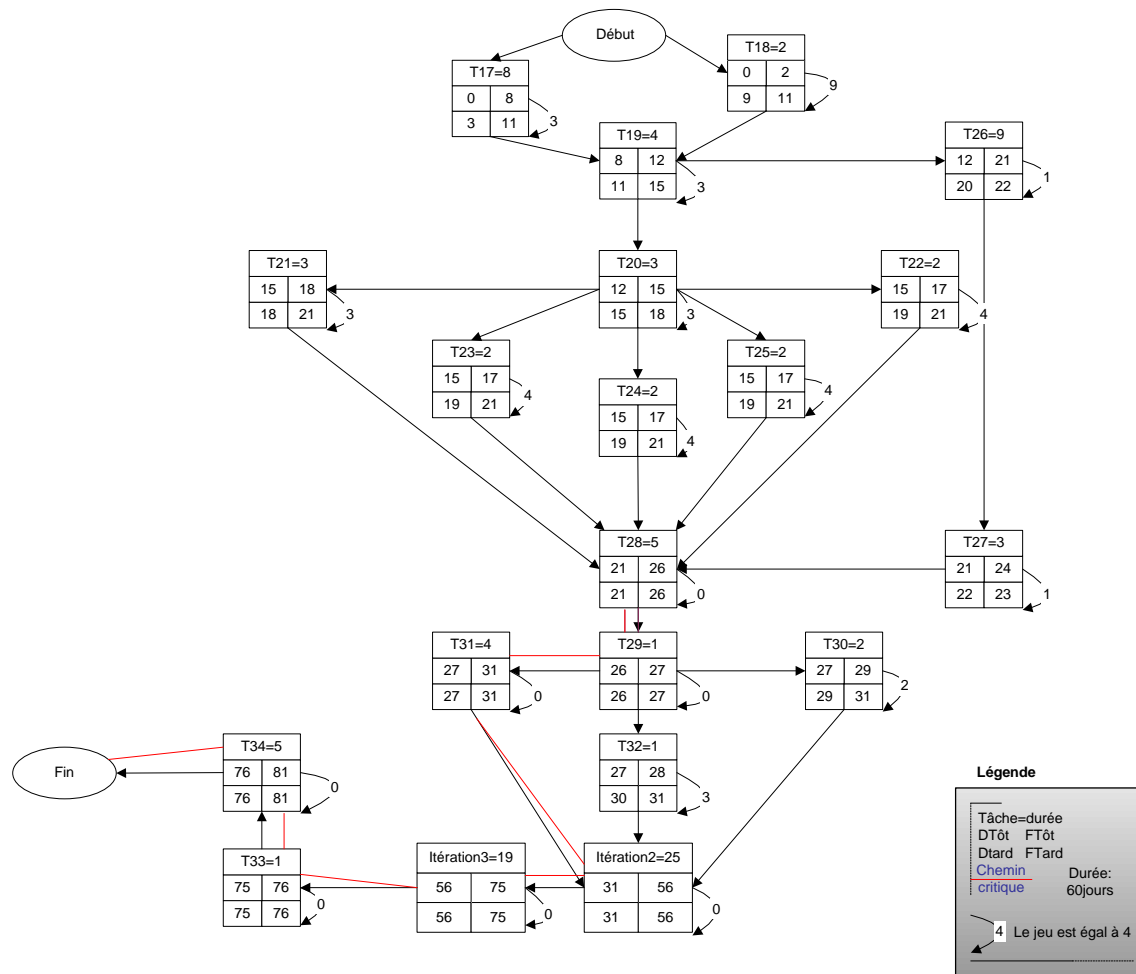 Début
T18=2
0 2
9 11
9
T17=8
0 8
3 11
3
T19=4
8 12
11 15
3
T26=9
12 21
20 22
1
T21=3
15 18
18 21
3
T20=3
12 15
15 18
3
T22=2
15 17
19 21
4
T23=2
15 17
19 21
4
T24=2
15 17
19 21
4
T25=2
15 17
19 21
4
T28=5
21 26
21 26
0
T27=3
21 24
22 23
1
T31=4
27 31
27 31
0
T29=1
26 27
26 27
0
T30=2
27 29
29 31
2
Fin
T34=5
76 81
76 81
0
T32=1
27 28
30 31
3
T33=1
75 76
75 76
0
Itération3=19
56 75
56 75
0
Itération2=25
31 56
31 56
0
Légende
Tâche=durée
DTôt FTôt
Dtard FTard
Chemin
critique
Durée:
60jours
4 Le jeu est égal à 4